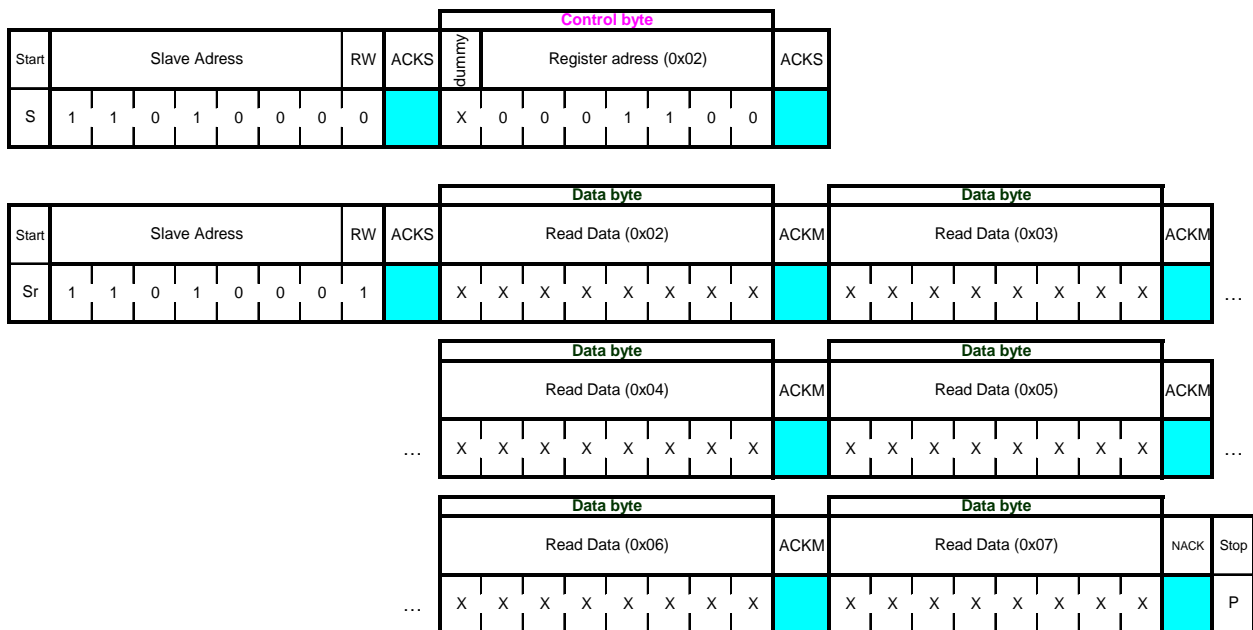 Control byte
Start Slave Adress RW ACKS dummy Register adress (0x02) ACKS
S 1 1 0 1 0 0 0 0 X 0 0 0 1 1 0 0
Data byte Data byte
Start Slave Adress RW ACKS Read Data (0x02) ACKM Read Data (0x03) ACKM
Sr 1 1 0 1 0 0 0 1 X X X X X X X X X X X X X X X X …
Data byte Data byte
Read Data (0x04) ACKM Read Data (0x05) ACKM
… X X X X X X X X X X X X X X X X …
Data byte Data byte
Read Data (0x06) ACKM Read Data (0x07) NACK Stop
… X X X X X X X X X X X X X X X X P